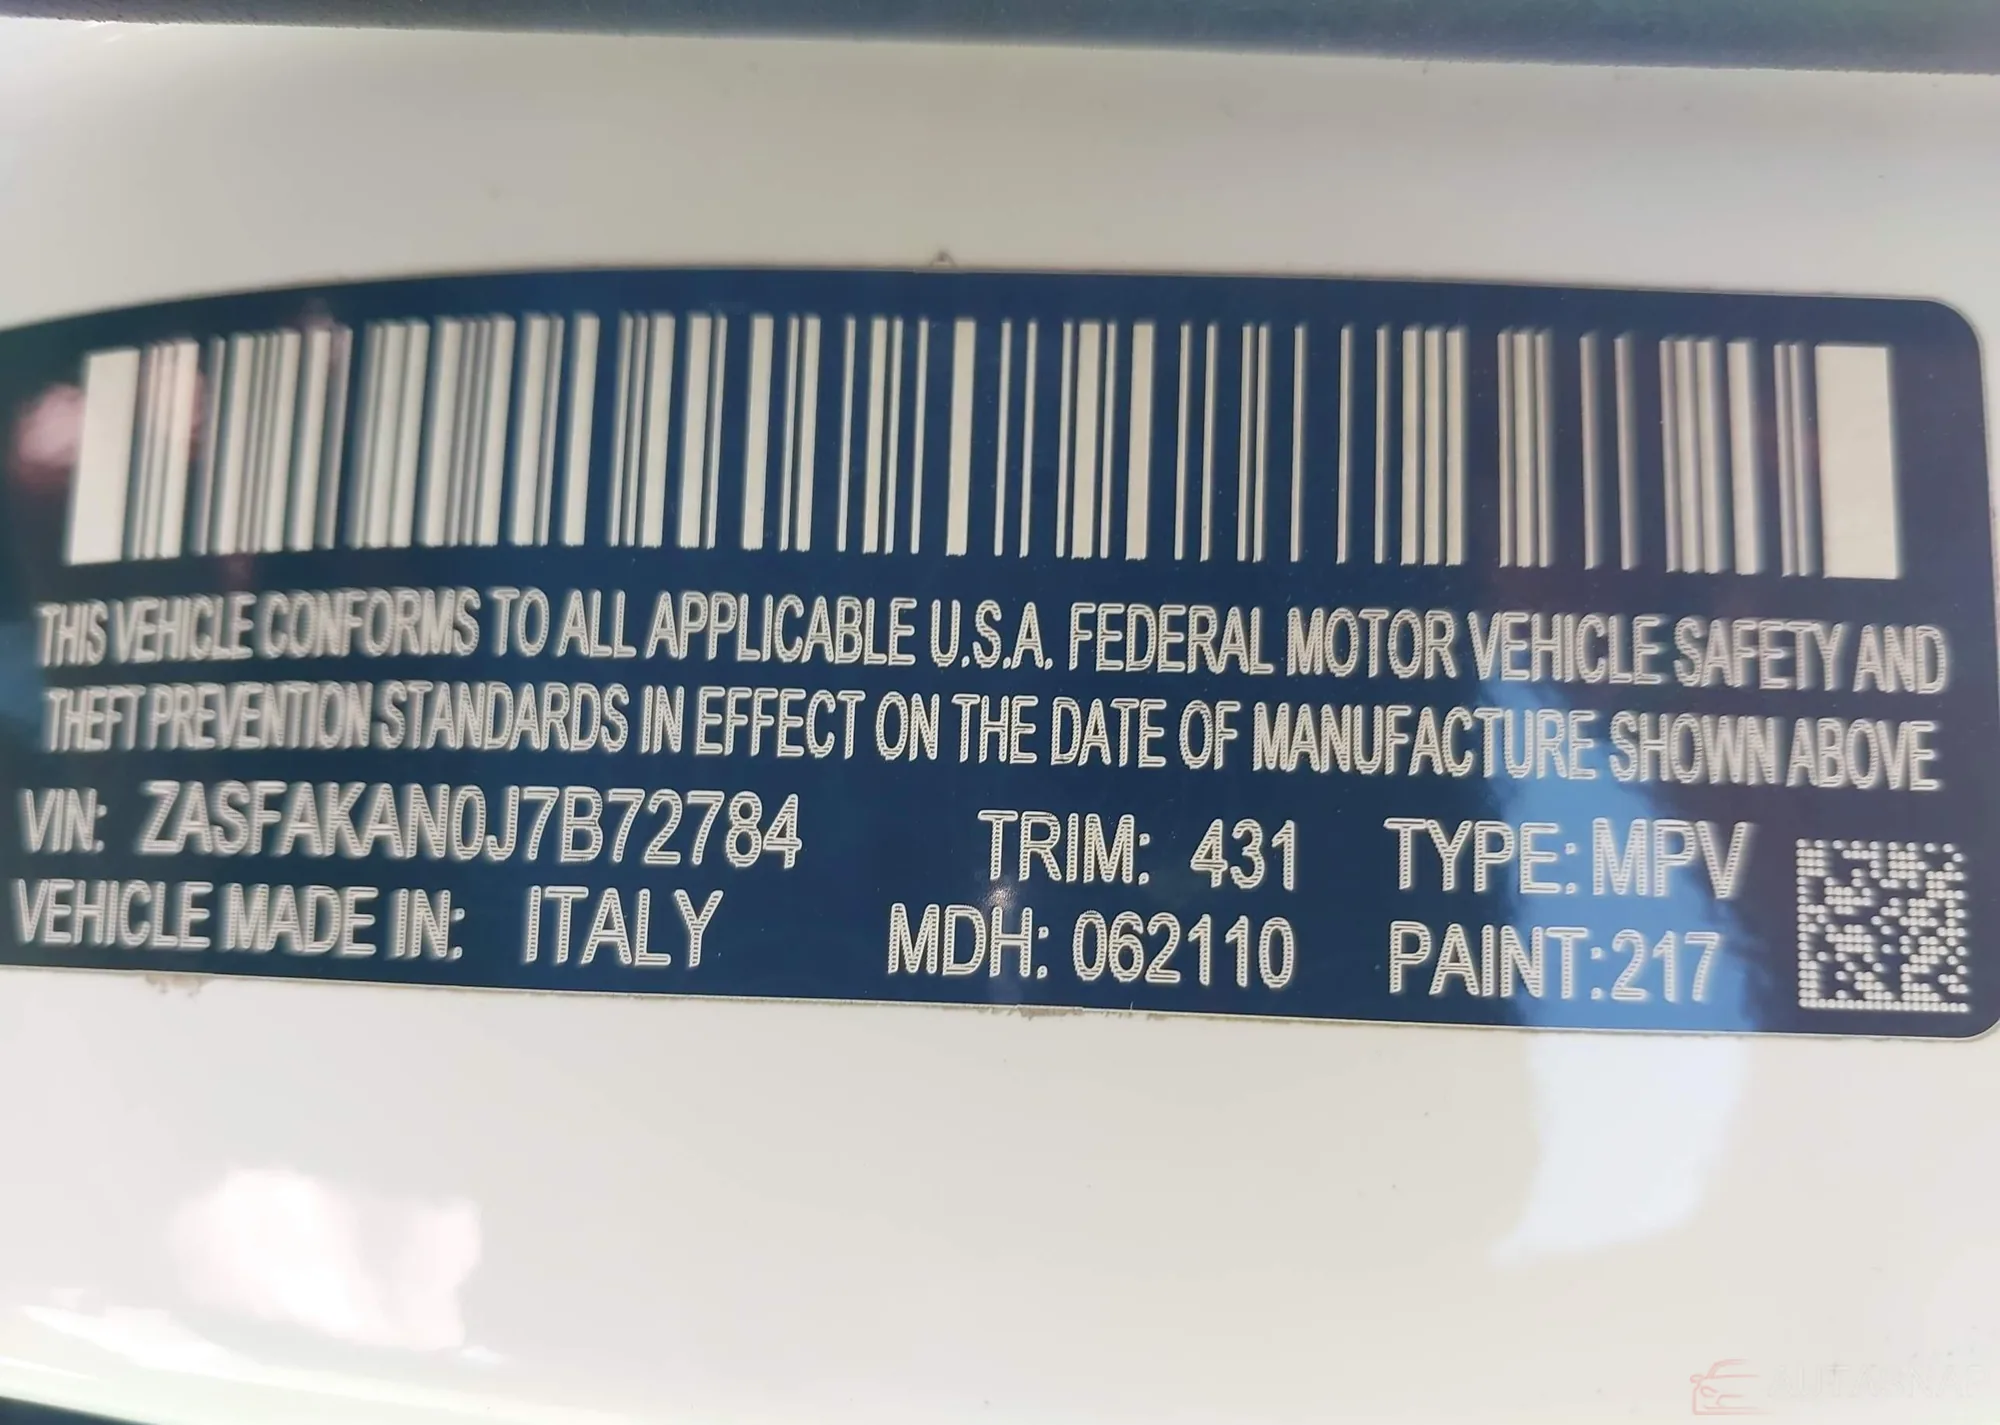 THIS VEHICLE CONFORMS TO ALL APPLICABLE U.S.A. FEDERAL MOTOR VEHICLE SAFETY AND
THEFT PREVENTION STANDARDS IN EFFECT ON THE DATE OF MANUFACTURE SHOWN ABOVE
VIN: ZASFAKAN0J7B72784 TRIM: 431 TYPE: MPV
VEHICLE MADE IN: ITALY MDH: 062110 PAINT:217